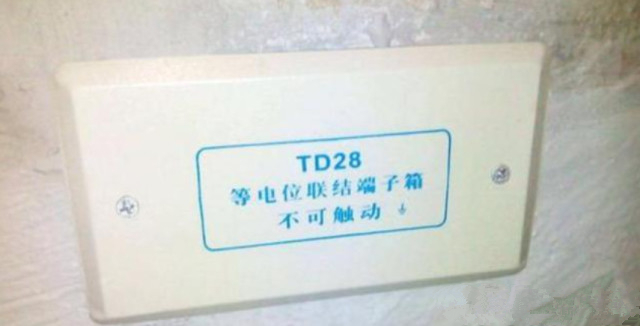 TD28
等电位联结端子箱
不可触动 ⏚